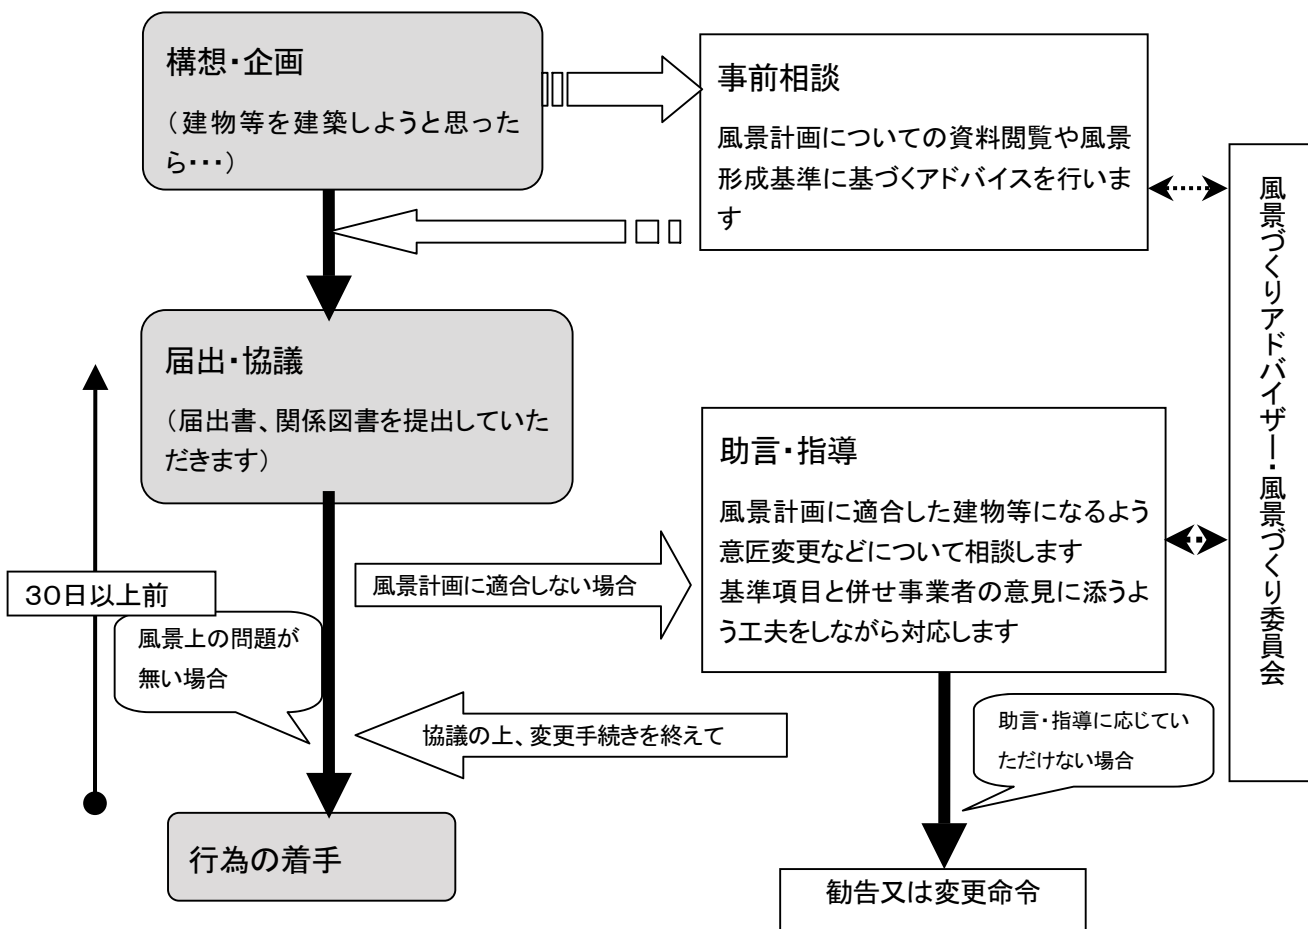 構想・企画
（建物等を建築しようと思った
ら・・・）
事前相談
風景計画についての資料閲覧や風景
形成基準に基づくアドバイスを行いま
す
風景づくりアドバイザー・風景づくり委員会
届出・協議
（届出書、関係図書を提出していた
だきます）
助言・指導
風景計画に適合した建物等になるよう
意匠変更などについて相談します
基準項目と併せ事業者の意見に添うよ
う工夫をしながら対応します
風景計画に適合しない場合
30日以上前
風景上の問題が
無い場合
協議の上、変更手続きを終えて
助言・指導に応じてい
ただけない場合
行為の着手
勧告又は変更命令